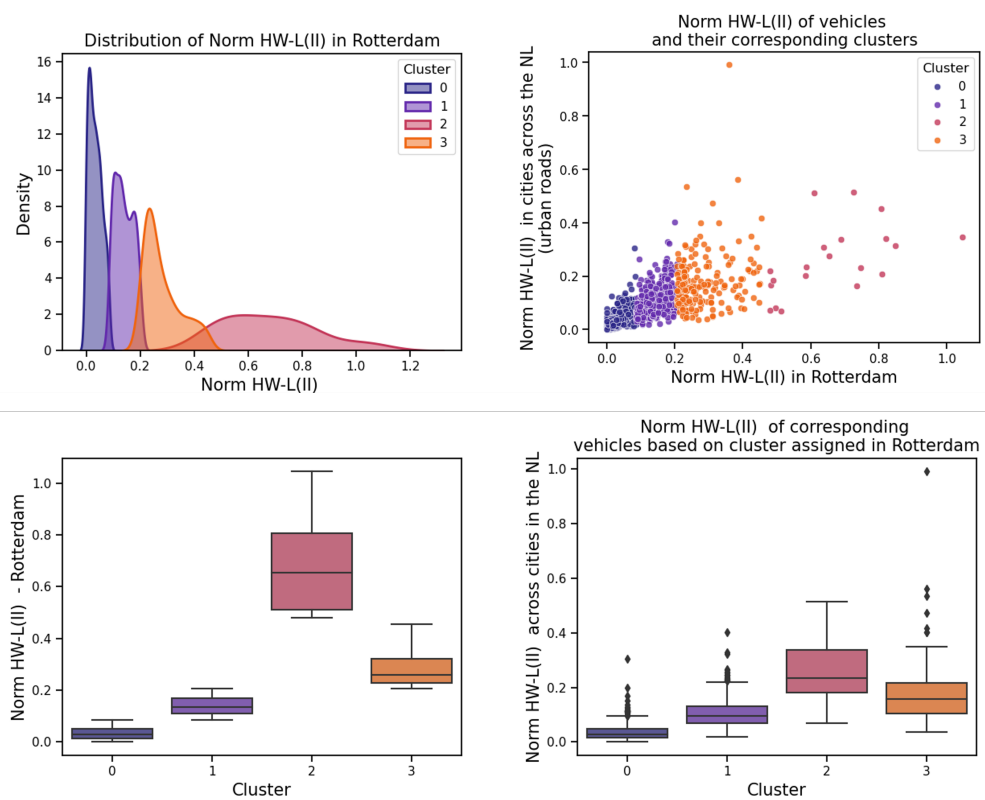 Distribution of Norm HW-L(II) in Rotterdam
Density
16
14
12
10
8
6
4
2
0
Cluster
0
1
2
3
0.0 0.2 0.4 0.6 0.8 1.0 1.2
Norm HW-L(II)
Norm HW-L(II) of vehicles
and their corresponding clusters
Norm HW-L(II) in cities across the NL
(urban roads)
1.0
0.8
0.6
0.4
0.2
0.0
Cluster
0
1
2
3
0.0 0.2 0.4 0.6 0.8 1.0
Norm HW-L(II) in Rotterdam
Norm HW-L(II) - Rotterdam
1.0
0.8
0.6
0.4
0.2
0.0
0 1 2 3
Cluster
Norm HW-L(II) of corresponding
vehicles based on cluster assigned in Rotterdam
Norm HW-L(II) across cities in the NL
1.0
0.8
0.6
0.4
0.2
0.0
0 1 2 3
Cluster